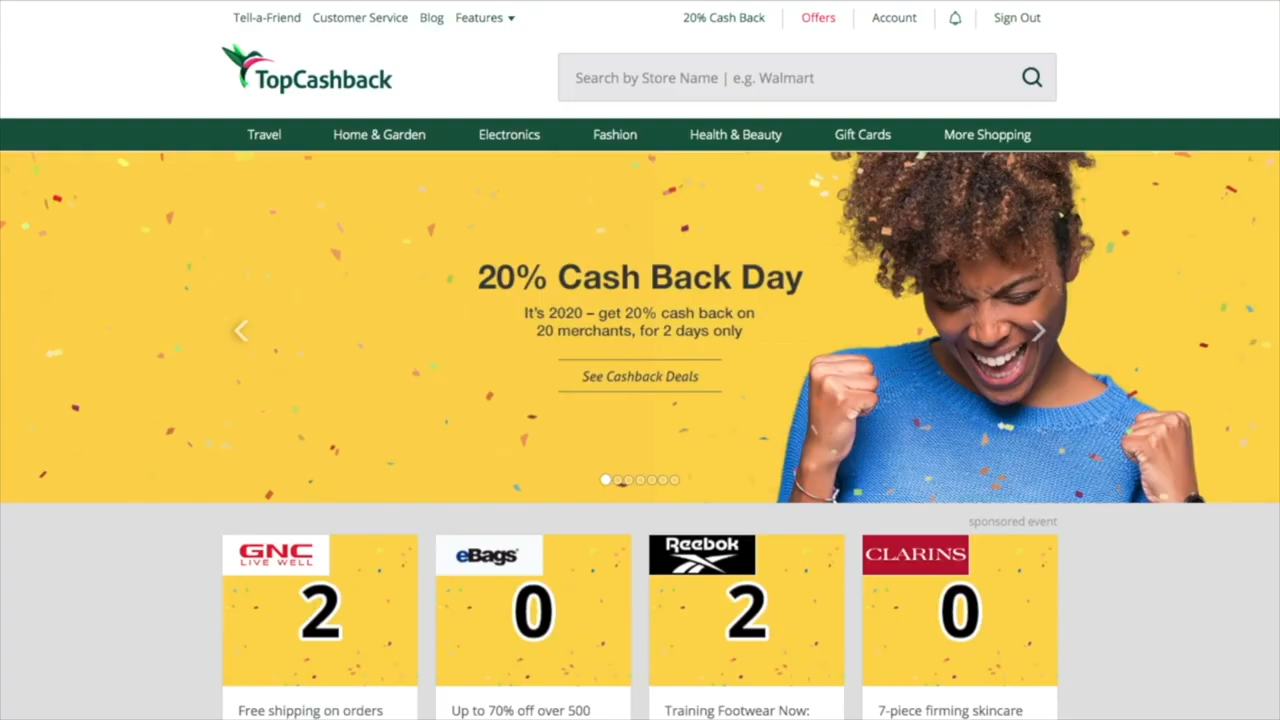 Tell-a-Friend Customer Service Blog Features
20% Cash Back Offers Account Sign Out
TopCashback
Search by Store Name | e.g. Walmart
Travel Home & Garden Electronics Fashion Health & Beauty Gift Cards More Shopping
20% Cash Back Day
It's 2020 – get 20% cash back on
20 merchants, for 2 days only
See Cashback Deals
sponsored event
GNC
LIVE WELL
2
Free shipping on orders
eBags
0
Up to 70% off over 500
Reebok
2
Training Footwear Now:
CLARINS
0
7-piece firming skincare